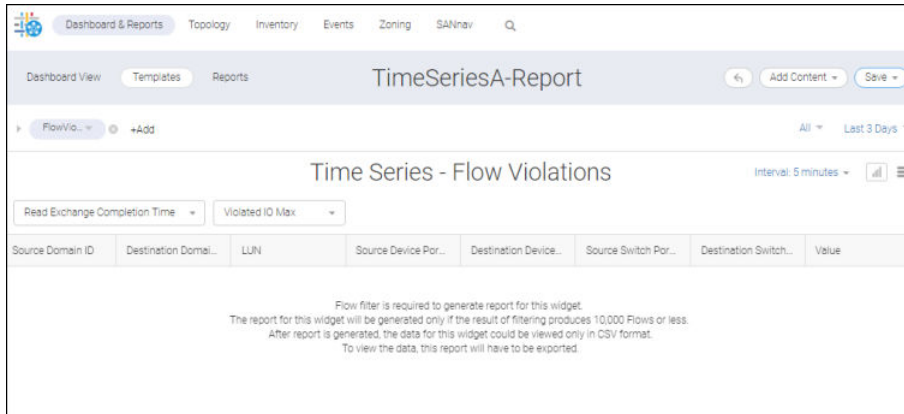 Dashboard & Reports Topology Inventory Events Zoning SANnav
Dashboard View Templates Reports TimeSeriesA-Report Add Content Save
FlowVio... +Add All Last 3 Days
Time Series - Flow Violations Interval: 5 minutes
Read Exchange Completion Time Violated IO Max
Source Domain ID Destination Domai... LUN Source Device Por... Destination Device... Source Switch Por... Destination Switch... Value
Flow filter is required to generate report for this widget.
The report for this widget will be generated only if the result of filtering produces 10,000 Flows or less.
After report is generated, the data for this widget could be viewed only in CSV format.
To view the data, this report will have to be exported.